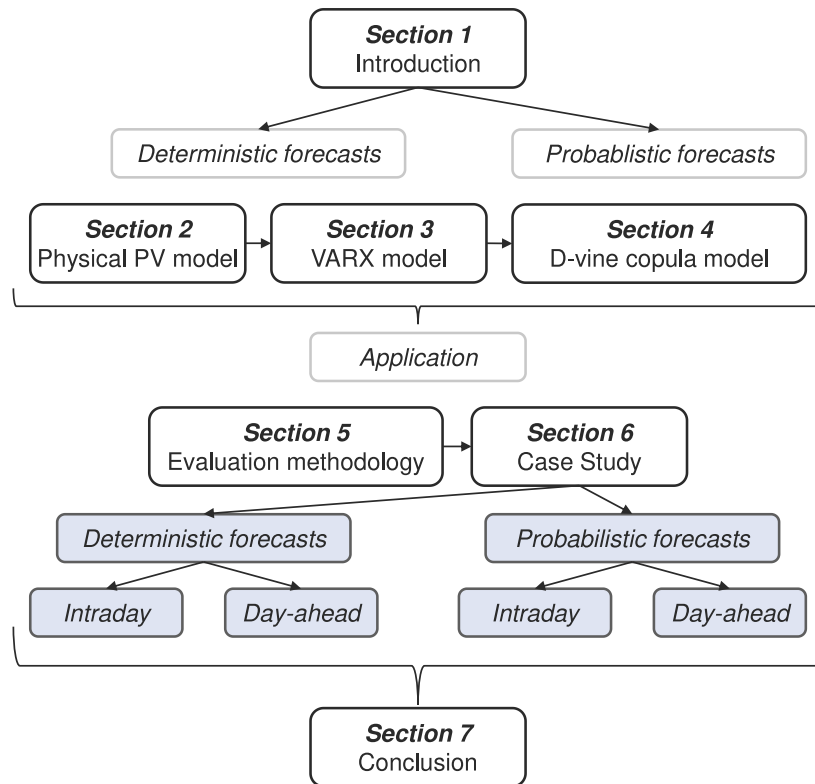 Section 1
Introduction
Deterministic forecasts
Probablistic forecasts
Section 2
Physical PV model
Section 3
VARX model
Section 4
D-vine copula model
Application
Section 5
Evaluation methodology
Section 6
Case Study
Deterministic forecasts
Probabilistic forecasts
Intraday
Day-ahead
Intraday
Day-ahead
Section 7
Conclusion